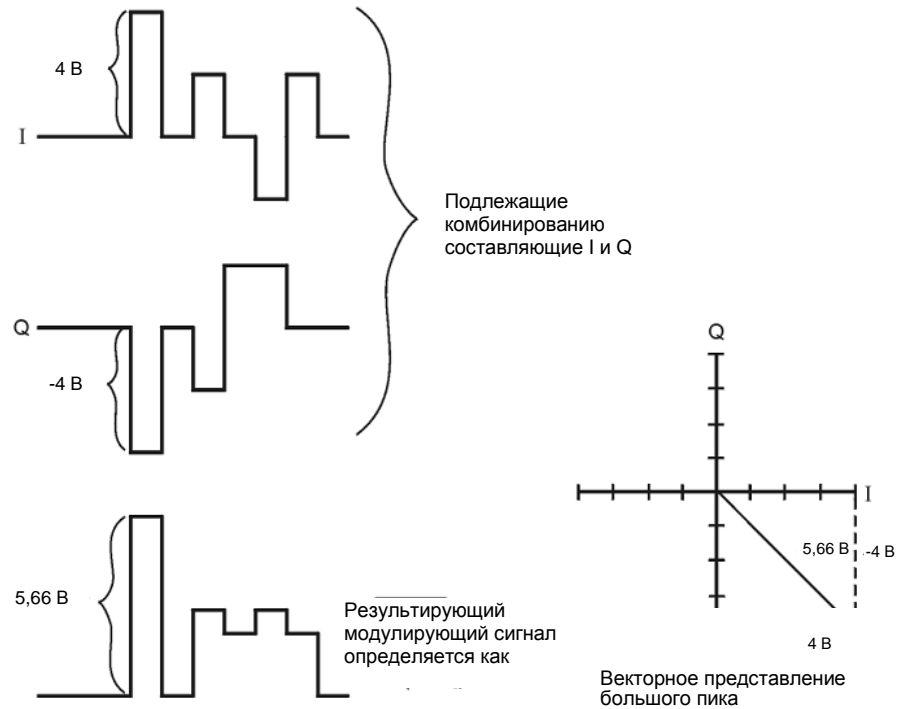 4 В
I
Подлежащие
комбинированию
составляющие I и Q
Q
-4 В
Q
I
5,66 В
-4 В
4 В
5,66 В
Результирующий
модулирующий сигнал
определяется как
Векторное представление
большого пика